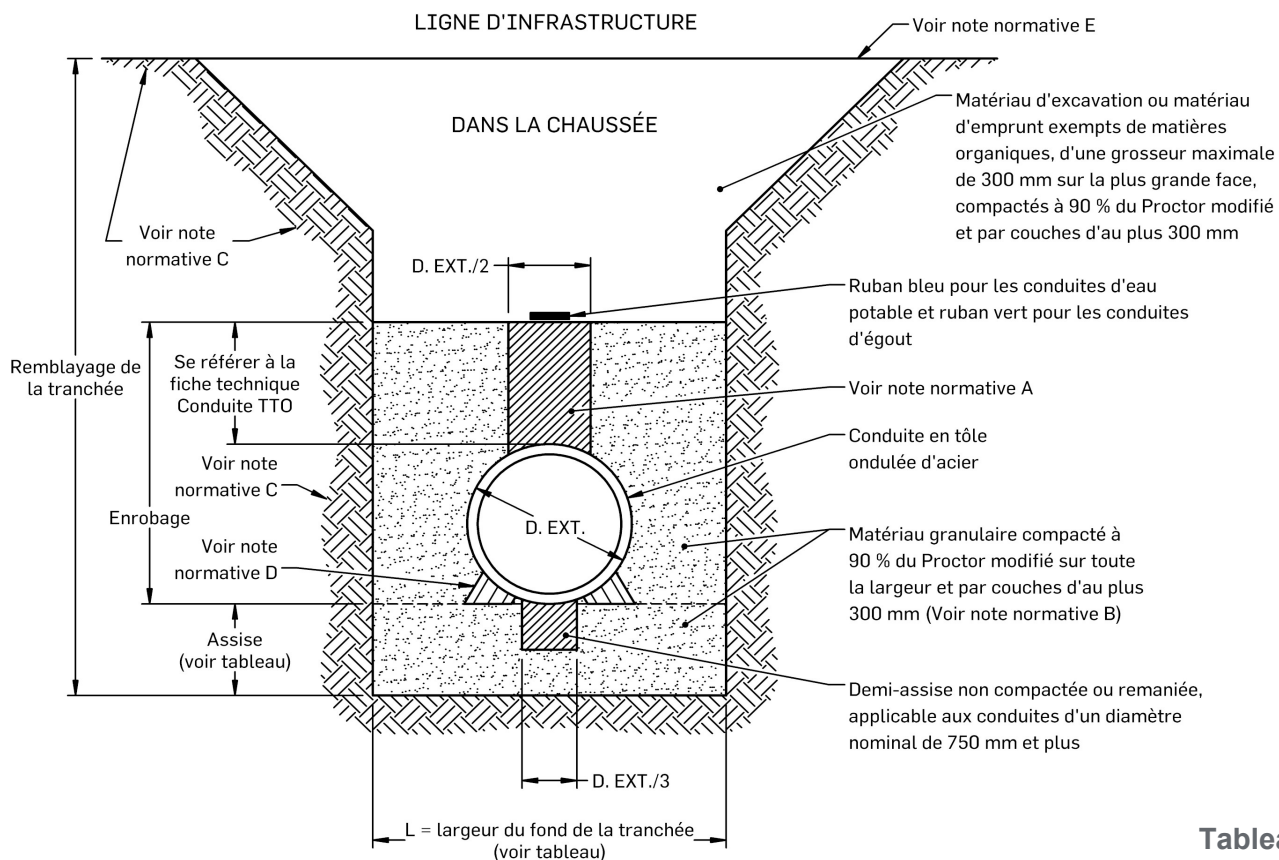 LIGNE D'INFRASTRUCTURE
Voir note normative E
DANS LA CHAUSSÉE
Matériau d'excavation ou matériau
d'emprunt exempts de matières
organiques, d'une grosseur maximale
de 300 mm sur la plus grande face,
compactés à 90 % du Proctor modifié
et par couches d'au plus 300 mm
Voir note
normative C
D. EXT./2
Ruban bleu pour les conduites d'eau
potable et ruban vert pour les conduites
d'égout
Remblayage de
la tranchée
Se référer à la
fiche technique
Conduite TTO
Voir note normative A
Conduite en tôle
ondulée d'acier
Voir note
normative C
Enrobage
D. EXT.
Voir note
normative D
Matériau granulaire compacté à
90 % du Proctor modifié sur toute
la largeur et par couches d'au plus
300 mm (Voir note normative B)
Assise
(voir tableau)
Demi-assise non compactée ou remaniée,
applicable aux conduites d'un diamètre
nominal de 750 mm et plus
D. EXT./3
L = largeur du fond de la tranchée
(voir tableau)